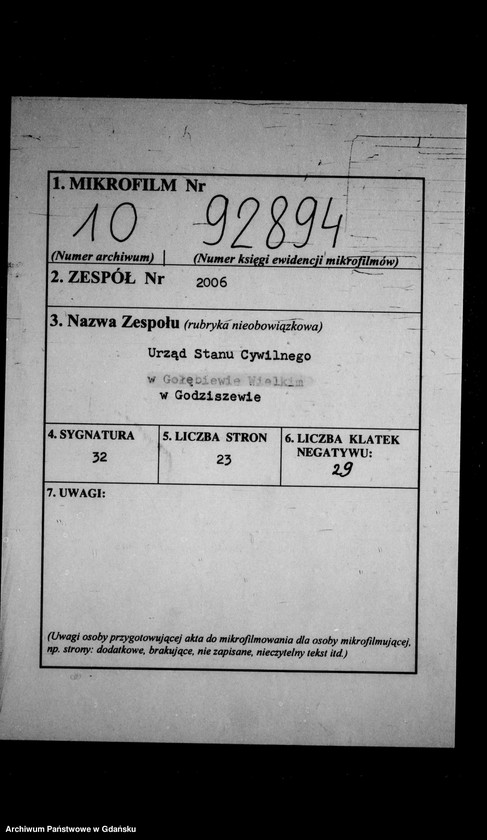 1. MIKROFILM Nr
10 92894
(Numer archiwum) (Numer księgi ewidencji mikrofilmów)
2. ZESPÓŁ Nr 2006
3. Nazwa Zespołu (rubryka nieobowiązkowa)
Urząd Stanu Cywilnego
w Gołębiewie Wielkim
w Godziszewie
4. SYGNATURA 5. LICZBA STRON 6. LICZBA KLATEK
NEGATYWU:
32 23 29
7. UWAGI:
(Uwagi osoby przygotowującej akta do mikrofilmowania dla osoby mikrofilmującej,
np. strony: dodatkowe, brakujące, nie zapisane, nieczytelny tekst itd.)
Archiwum Państwowe w Gdańsku